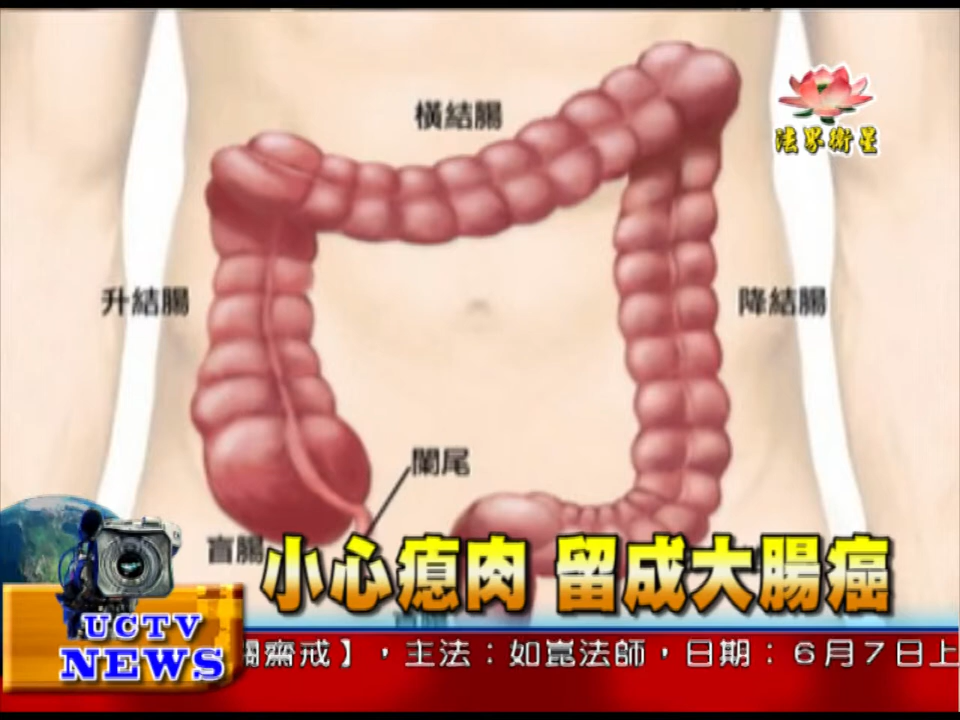 橫結腸
法界衛星
升結腸
降結腸
闌尾
盲腸
小心瘜肉 留成大腸癌
UCTV
NEWS
關齋戒】，主法：如崑法師，日期：６月７日上